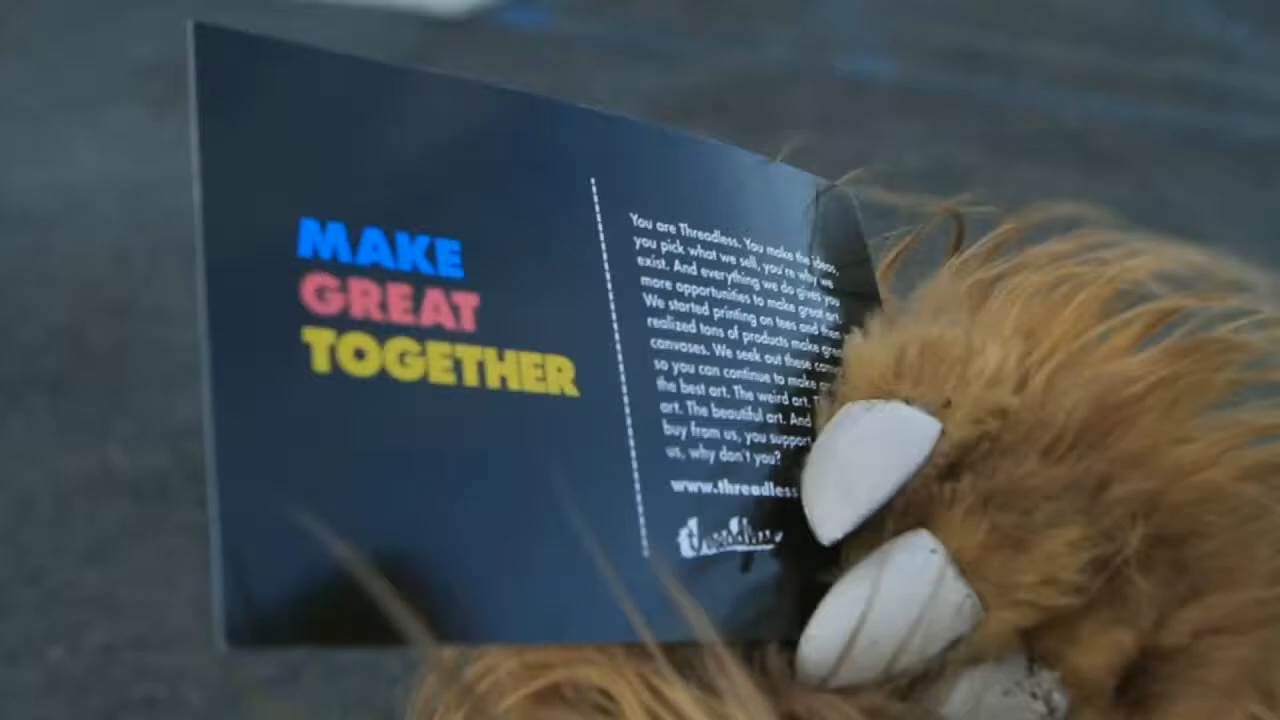 MAKE
GREAT
TOGETHER
You are Threadless. You make the ideas,
you pick what we sell, you're why we
exist. And everything we do gives you
more opportunities to make great art.
We started printing on tees and then
realized tons of products make
canvases. We seek out these
so you can continue to make
the best art. The weird art.
art. The beautiful art. And
buy from us, you support
us, why don't you?
www.threadless
threadless